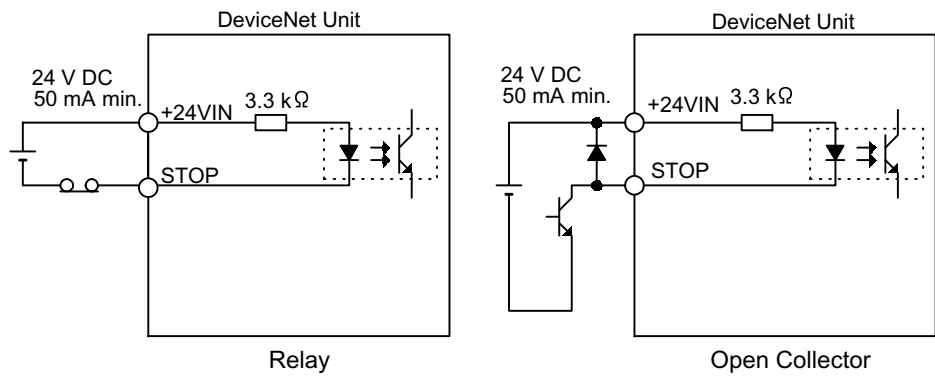 DeviceNet Unit
24 V DC
50 mA min.
+24VIN
3.3 kΩ
STOP
Relay
DeviceNet Unit
24 V DC
50 mA min.
+24VIN
3.3 kΩ
STOP
Open Collector